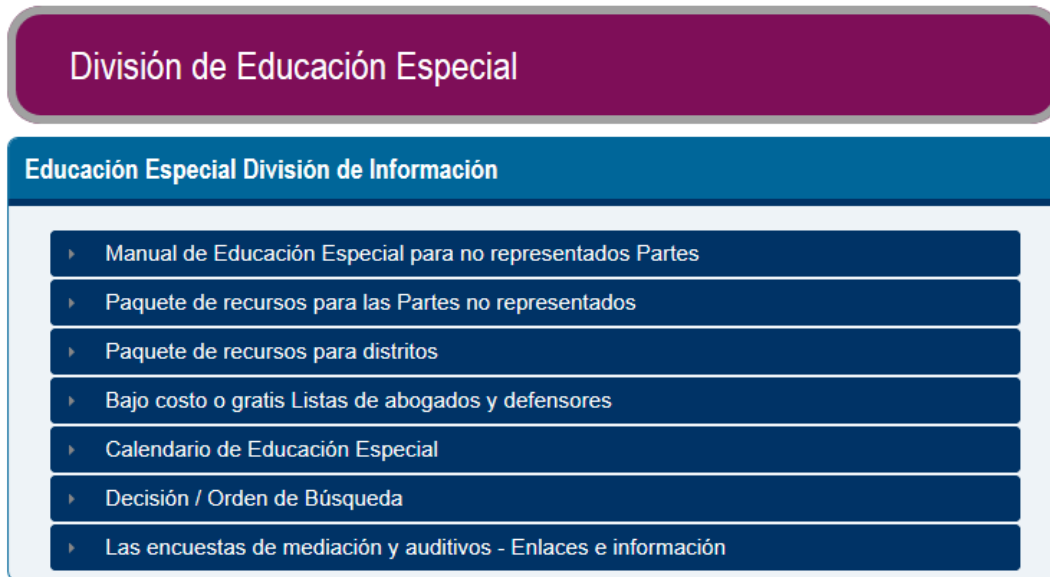 División de Educación Especial
Educación Especial División de Información
Manual de Educación Especial para no representados Partes
Paquete de recursos para las Partes no representados
Paquete de recursos para distritos
Bajo costo o gratis Listas de abogados y defensores
Calendario de Educación Especial
Decisión / Orden de Búsqueda
Las encuestas de mediación y auditivos - Enlaces e información